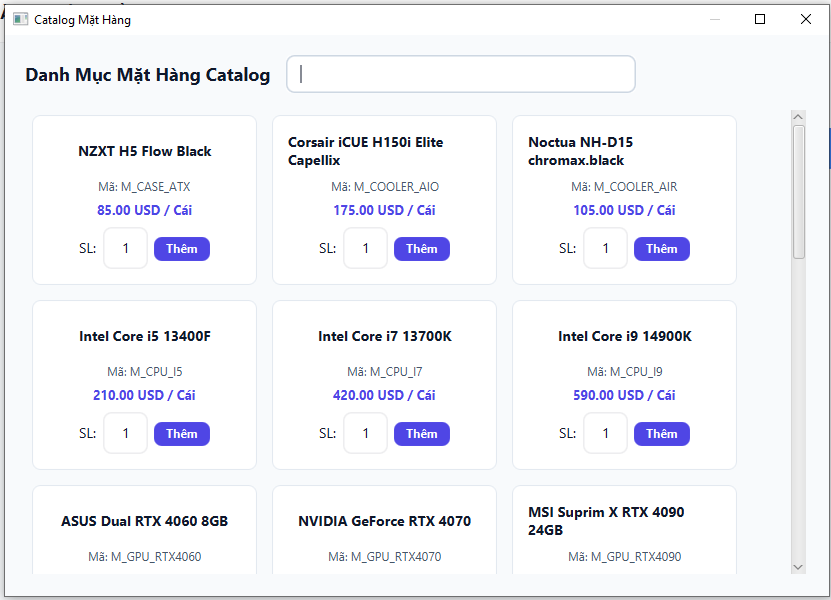 Catalog Mặt Hàng
Danh Mục Mặt Hàng Catalog
NZXT H5 Flow Black
Mã: M_CASE_ATX
85.00 USD / Cái
SL: 1 Thêm
Corsair iCUE H150i Elite
Capellix
Mã: M_COOLER_AIO
175.00 USD / Cái
SL: 1 Thêm
Noctua NH-D15
chromax.black
Mã: M_COOLER_AIR
105.00 USD / Cái
SL: 1 Thêm
Intel Core i5 13400F
Mã: M_CPU_I5
210.00 USD / Cái
SL: 1 Thêm
Intel Core i7 13700K
Mã: M_CPU_I7
420.00 USD / Cái
SL: 1 Thêm
Intel Core i9 14900K
Mã: M_CPU_I9
590.00 USD / Cái
SL: 1 Thêm
ASUS Dual RTX 4060 8GB
Mã: M_GPU_RTX4060
NVIDIA GeForce RTX 4070
Mã: M_GPU_RTX4070
MSI Suprim X RTX 4090
24GB
Mã: M_GPU_RTX4090